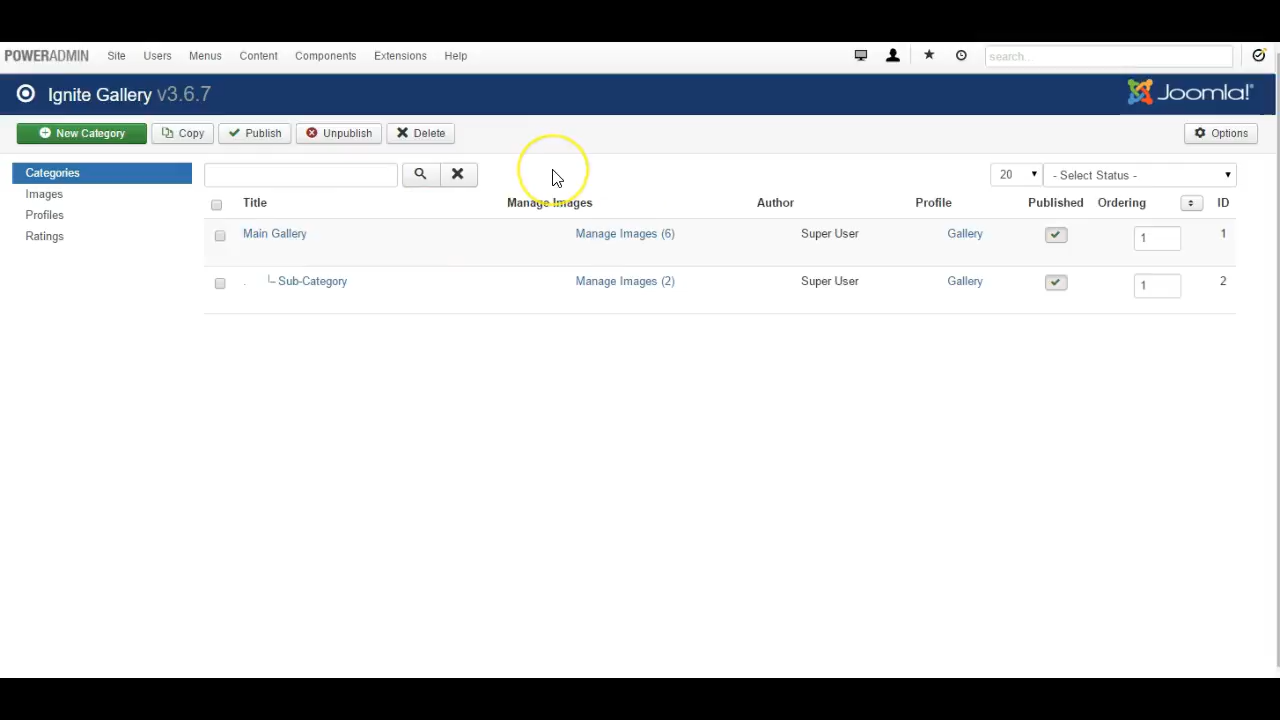 POWERADMIN Site Users Menus Content Components Extensions Help search..
Ignite Gallery v3.6.7 Joomla!®
New Category Copy Publish Unpublish Delete Options
Categories 20 - Select Status -
Images Title Manage Images Author Profile Published Ordering ID
Profiles
Ratings
Main Gallery Manage Images (6) Super User Gallery 1 1
. Sub-Category Manage Images (2) Super User Gallery 1 2